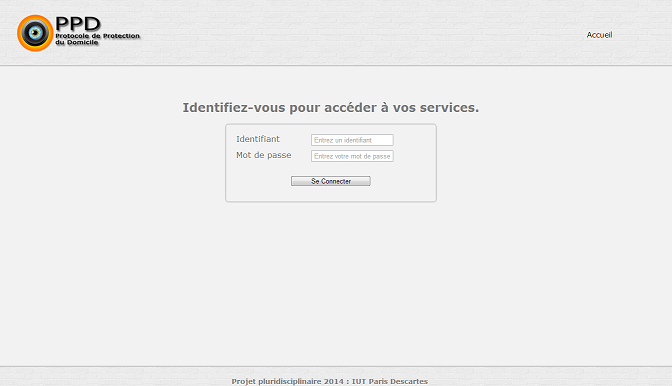 PPD
Protocole de Protection
du Domicile
Accueil
Identifiez-vous pour accéder à vos services.
Identifiant
Entrez un identifiant
Mot de passe
Entrez votre mot de passe
Se Connecter
Projet pluridisciplinaire 2014 : IUT Paris Descartes